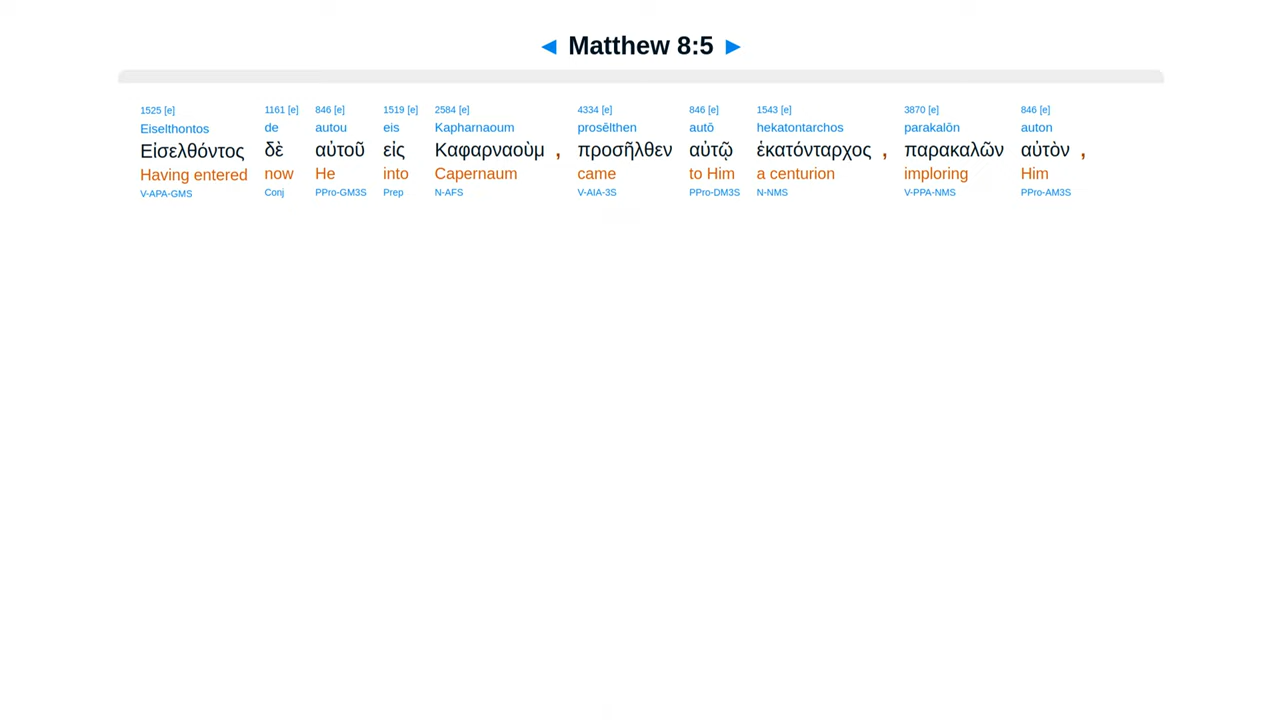 ◄ Matthew 8:5 ►
1525 [e] 1161 [e] 846 [e] 1519 [e] 2584 [e] 4334 [e] 846 [e] 1543 [e] 3870 [e] 846 [e]
Eiselthontos de autou eis Kapharnaoum prosēlthen autō hekatontarchos parakalōn auton
Εἰσελθόντος δὲ αὐτοῦ εἰς Καφαρναοὺμ , προσῆλθεν αὐτῷ ἑκατόνταρχος , παρακαλῶν αὐτὸν ,
Having entered now He into Capernaum came to Him a centurion imploring Him
V-APA-GMS Conj PPro-GM3S Prep N-AFS V-AIA-3S PPro-DM3S N-NMS V-PPA-NMS PPro-AM3S